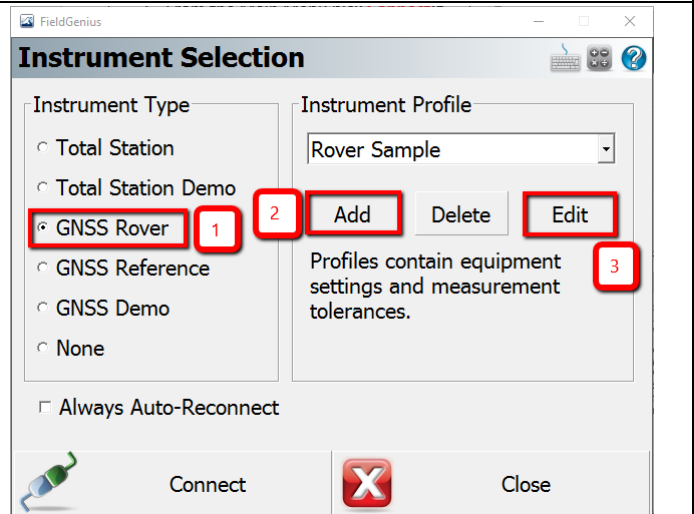 FieldGenius
Instrument Selection
Instrument Type
Total Station
Total Station Demo
GNSS Rover
1
GNSS Reference
GNSS Demo
None
Instrument Profile
Rover Sample
2
Add
Delete
Edit
3
Profiles contain equipment
settings and measurement
tolerances.
Always Auto-Reconnect
Connect
Close